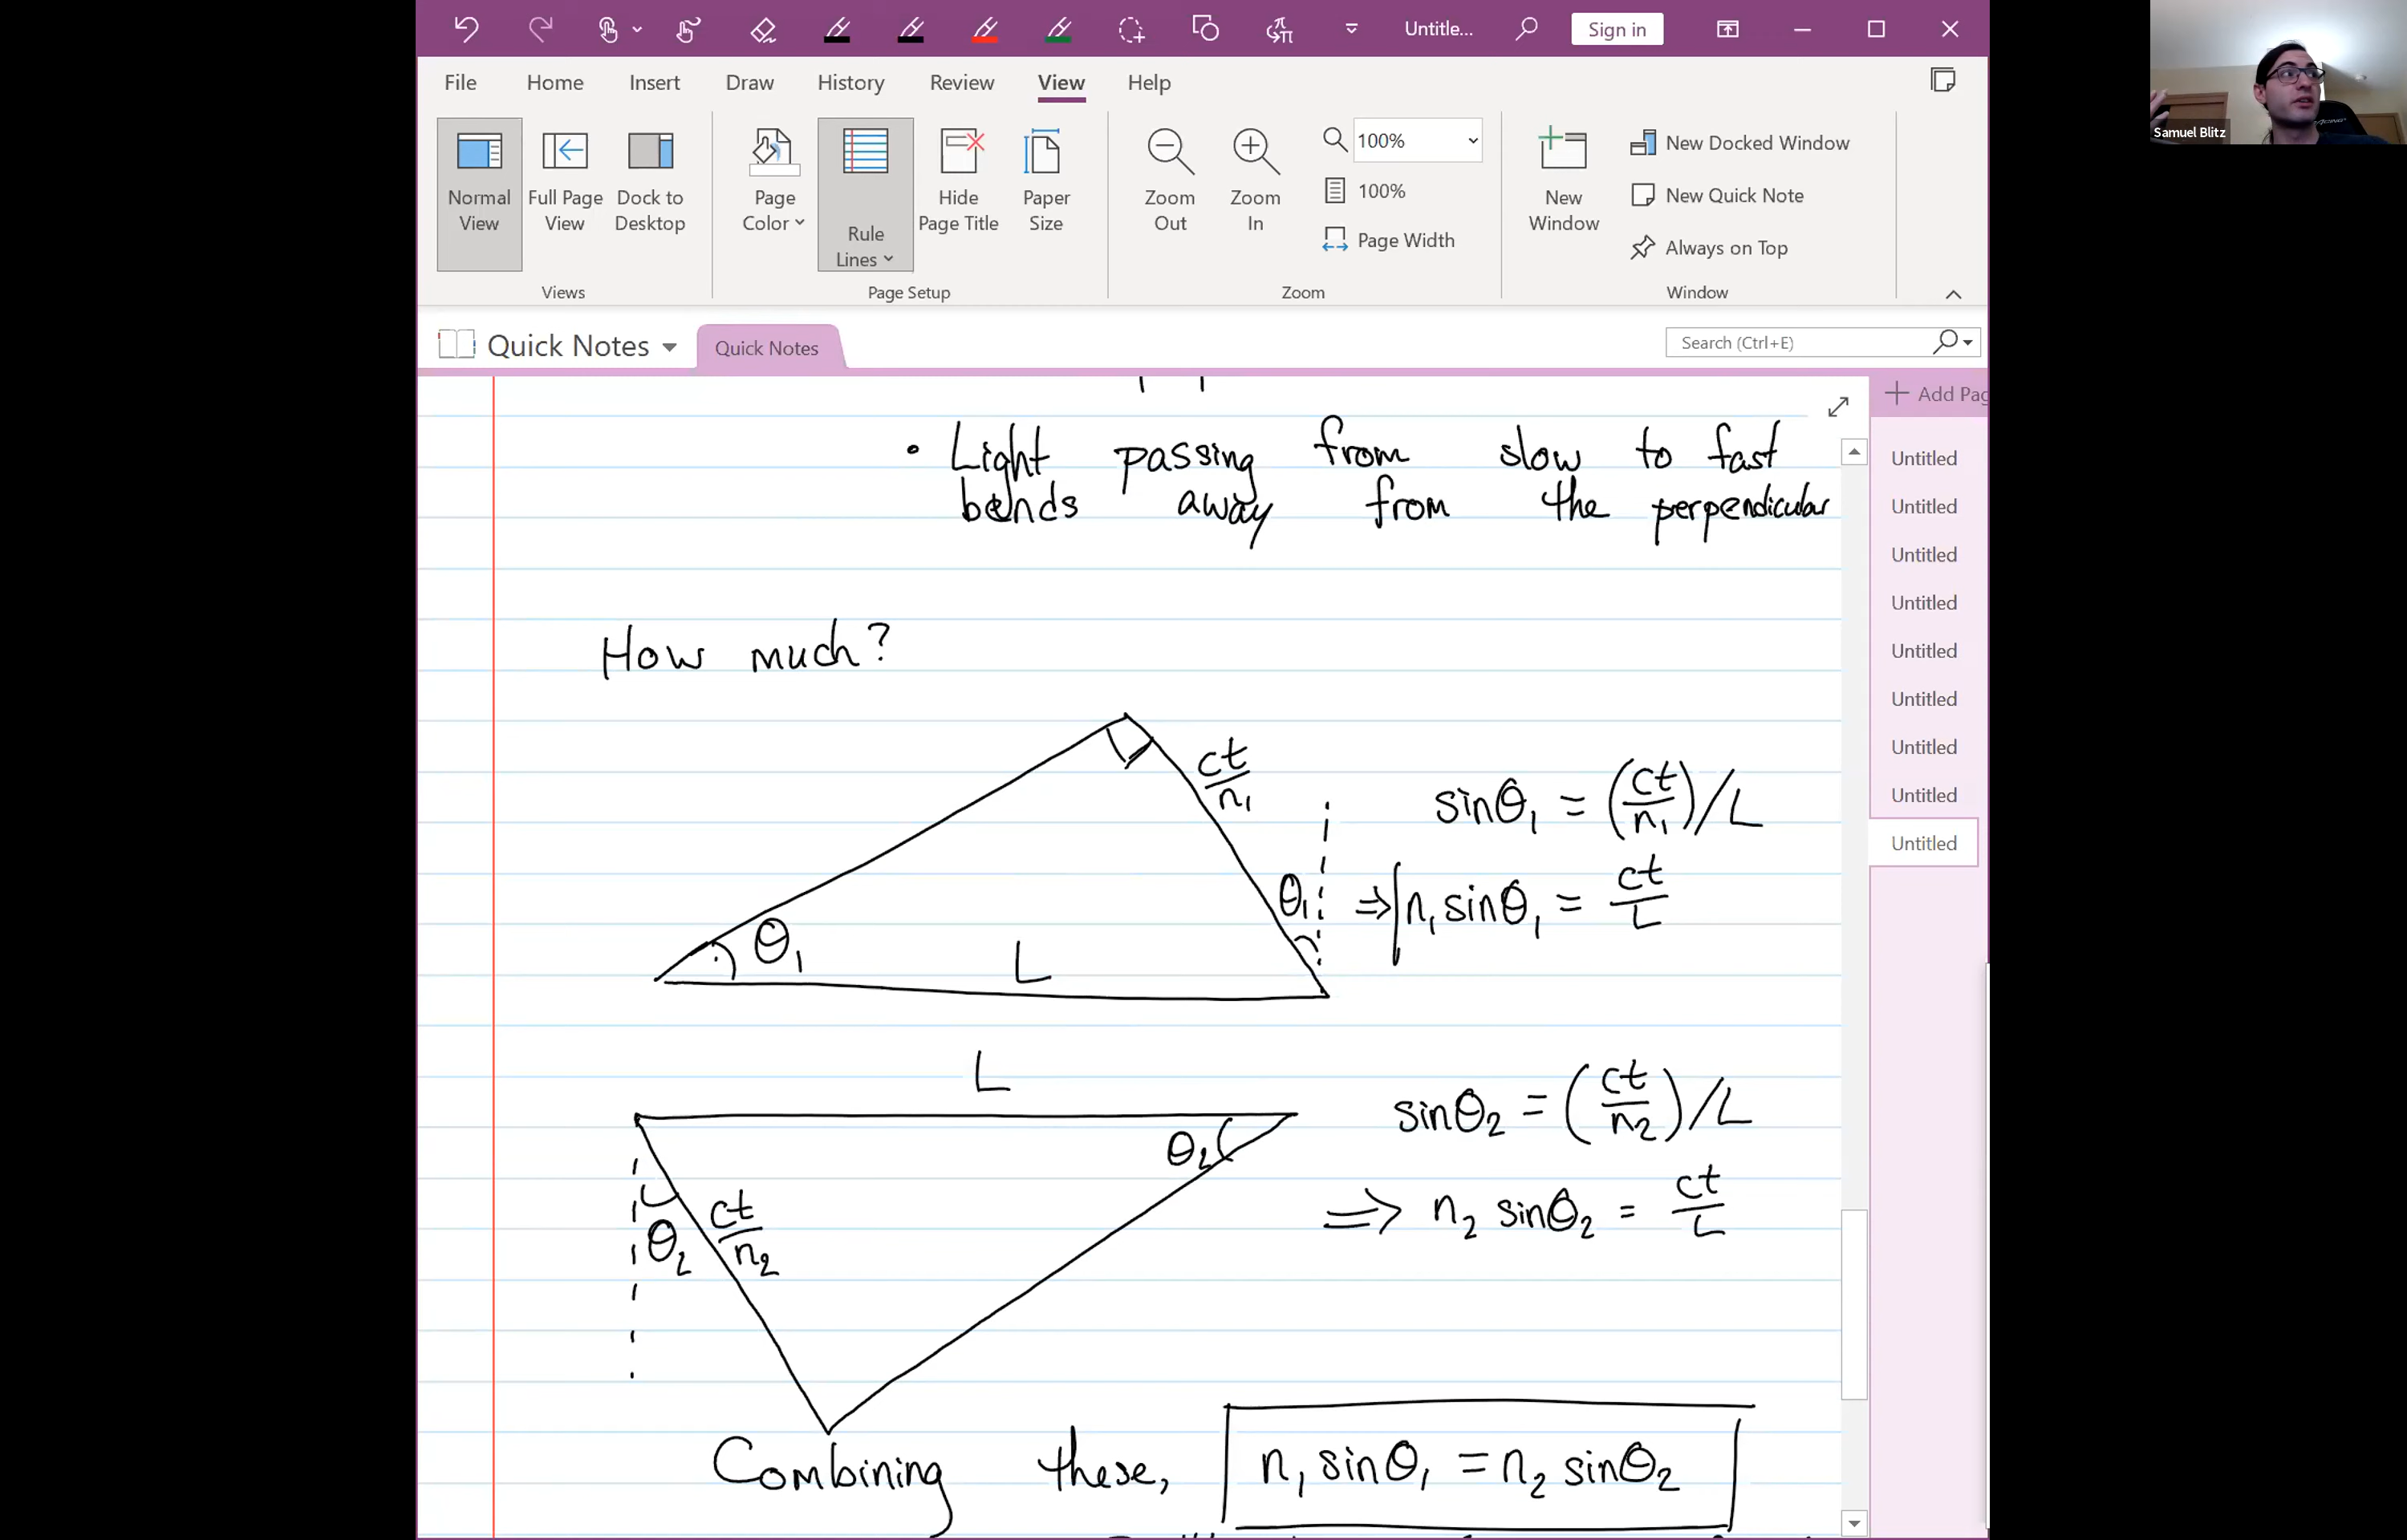 Untitle...
Sign in
File Home Insert Draw History Review View Help
Normal View
Full Page View
Dock to Desktop
Page Color
Rule Lines
Hide Page Title
Paper Size
Zoom Out
Zoom In
100%
100%
Page Width
New Window
New Docked Window
New Quick Note
Always on Top
Views
Page Setup
Zoom
Window
Quick Notes
Quick Notes
Search (Ctrl+E)
Add Pag
Untitled
Untitled
Untitled
Untitled
Untitled
Untitled
Untitled
Untitled
Untitled
Samuel Blitz
• Light passing from slow to fast
bends away from the perpendicular
How much?
ct/n₁
θ₁
L
θ₁
sinθ₁ = (ct/n₁)/L
⇒ n₁ sinθ₁ = ct/L
L
θ₂
θ₂
ct/n₂
sinθ₂ = (ct/n₂)/L
⇒ n₂ sinθ₂ = ct/L
Combining these, n₁ sinθ₁ = n₂ sinθ₂